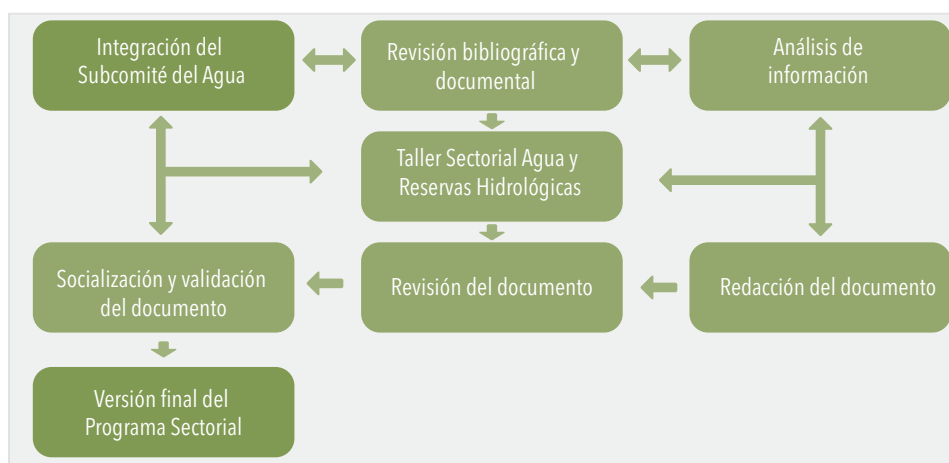 Integración del
Subcomité del Agua
Revisión bibliográfica y
documental
Análisis de
información
Taller Sectorial Agua y
Reservas Hidrológicas
Socialización y validación
del documento
Revisión del documento
Redacción del documento
Versión final del
Programa Sectorial